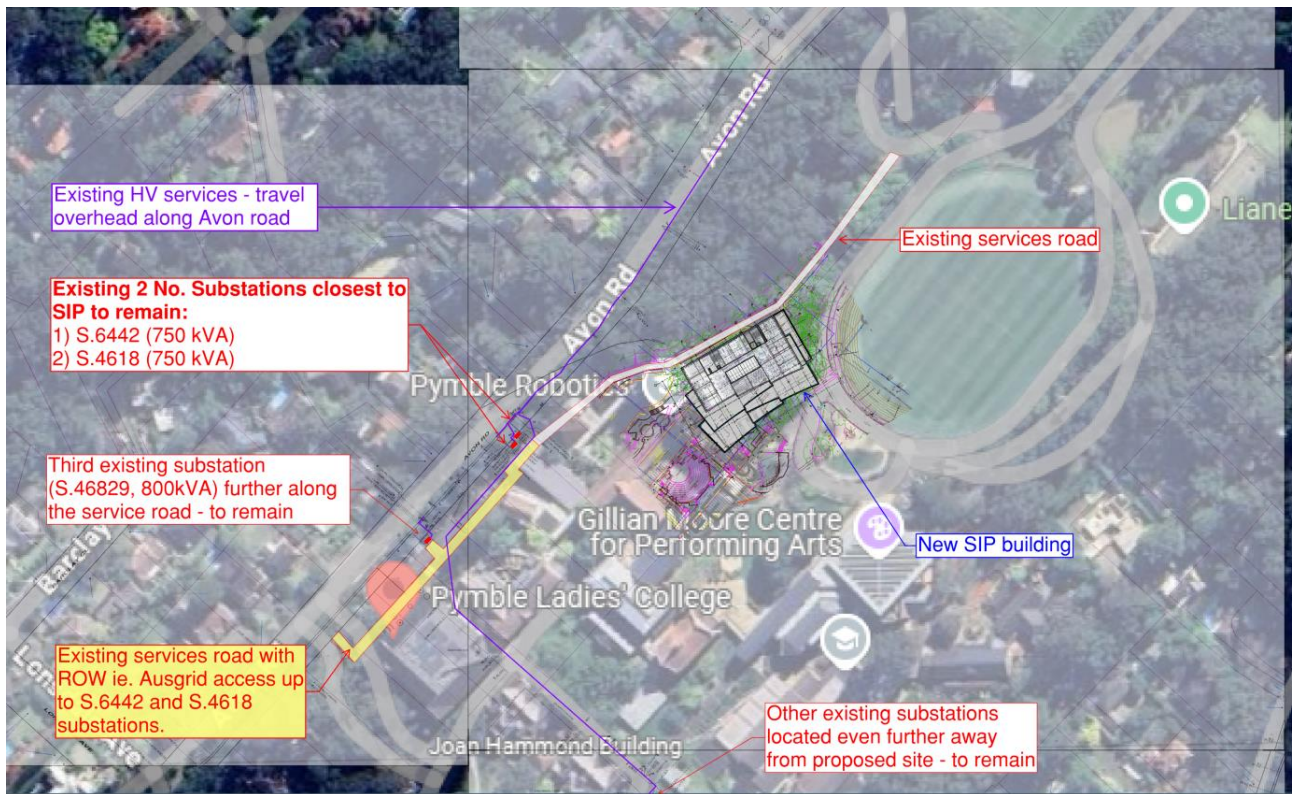 Avon Rd
Existing HV services - travel
overhead along Avon road
Liane
Existing services road
Existing 2 No. Substations closest to
SIP to remain:
1) S.6442 (750 kVA)
2) S.4618 (750 kVA)
Avon Rd
Pymble Robotics
Third existing substation
(S.46829, 800kVA) further along
the service road - to remain
Gillian Moore Centre
for Performing Arts
New SIP building
Pymble Ladies' College
Existing services road with
ROW ie. Ausgrid access up
to S.6442 and S.4618
substations.
Other existing substations
located even further away
from proposed site - to remain
Joan Hammond Building